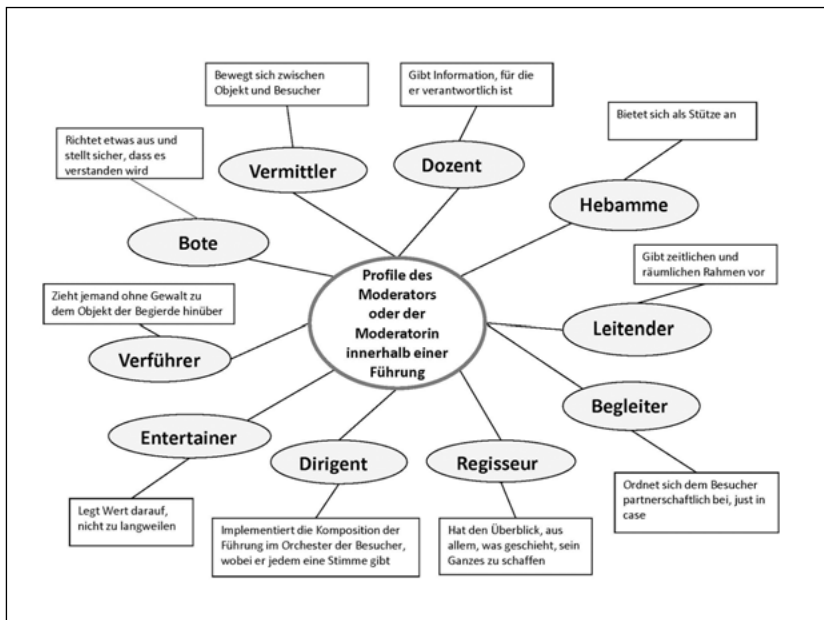 Bewegt sich zwischen
Objekt und Besucher
Gibt Information, für die
er verantwortlich ist
Bietet sich als Stütze an
Richtet etwas aus und
stellt sicher, dass es
verstanden wird
Vermittler
Dozent
Hebamme
Bote
Gibt zeitlichen und
räumlichen Rahmen vor
Zieht jemand ohne Gewalt zu
dem Objekt der Begierde hinüber
Profile des
Moderators
oder der
Moderatorin
innerhalb einer
Führung
Leitender
Verführer
Begleiter
Entertainer
Dirigent
Regisseur
Ordnet sich dem Besucher
partnerschaftlich bei, just in
case
Legt Wert darauf,
nicht zu langweilen
Implementiert die Komposition der
Führung im Orchester der Besucher,
wobei er jedem eine Stimme gibt
Hat den Überblick, aus
allem, was geschieht, sein
Ganzes zu schaffen